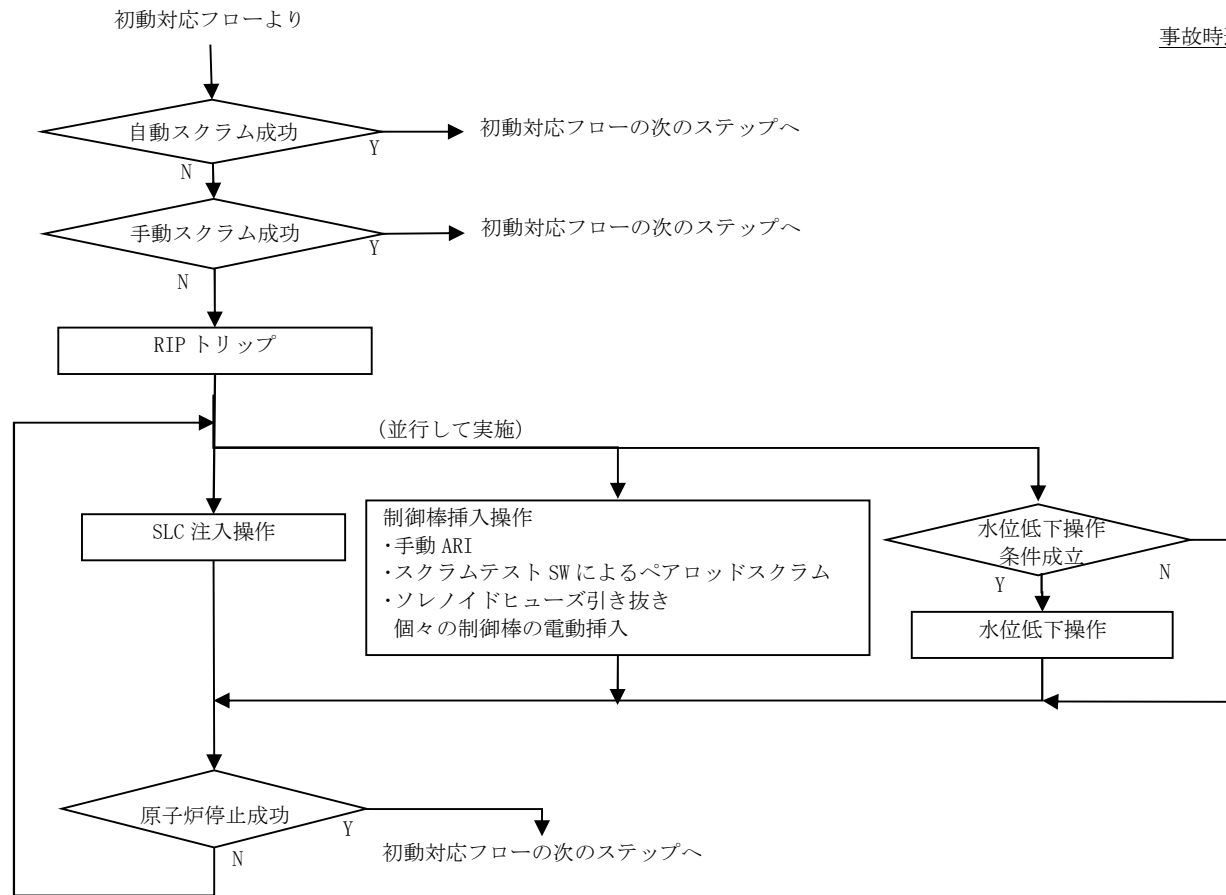 初動対応フローより
事故時
自動スクラム成功
初動対応フローの次のステップへ
Y
N
手動スクラム成功
初動対応フローの次のステップへ
Y
N
RIP トリップ
(並行して実施)
SLC 注入操作
制御棒挿入操作
・手動 ARI
・スクラムテスト SW によるペアロッドスクラム
・ソレノイドヒューズ引き抜き
個々の制御棒の電動挿入
水位低下操作
条件成立
N
Y
水位低下操作
原子炉停止成功
Y
N
初動対応フローの次のステップへ